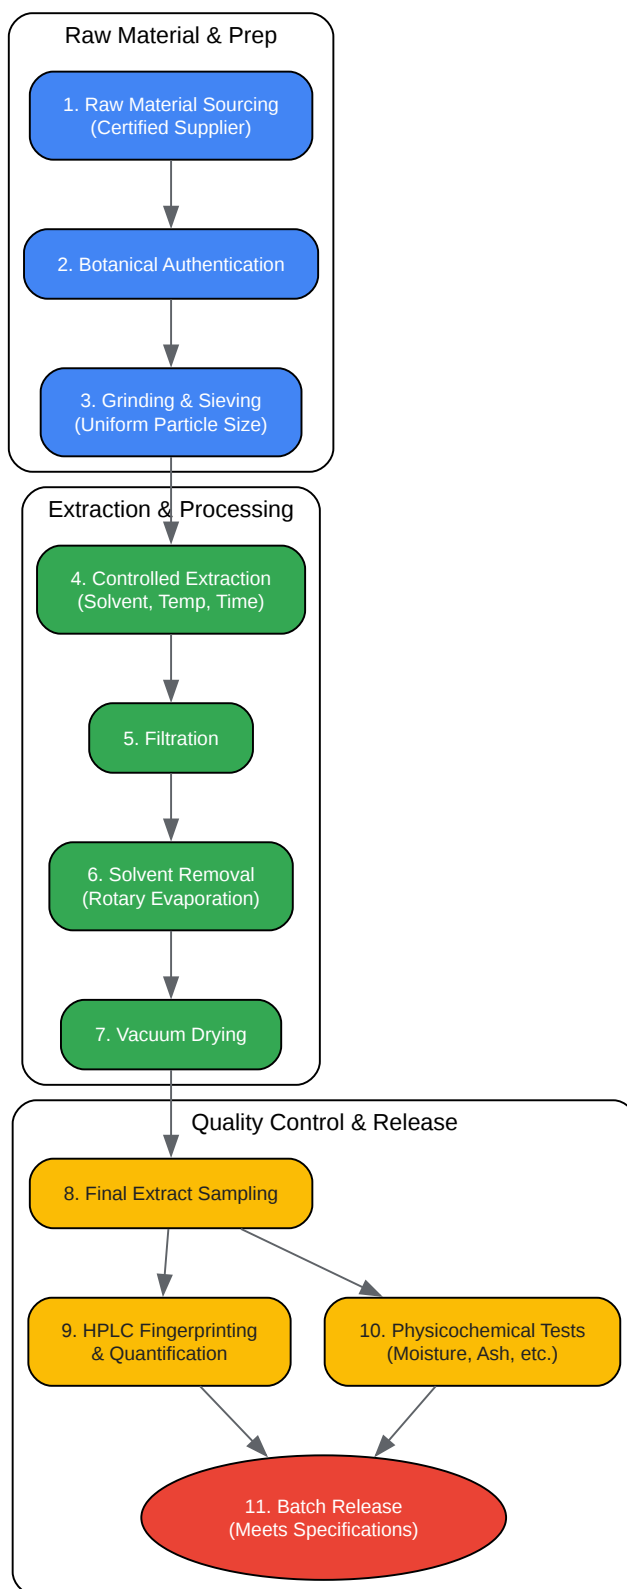 Raw Material & Prep
1. Raw Material Sourcing
(Certified Supplier)
2. Botanical Authentication
3. Grinding & Sieving
(Uniform Particle Size)
Extraction & Processing
4. Controlled Extraction
(Solvent, Temp, Time)
5. Filtration
6. Solvent Removal
(Rotary Evaporation)
7. Vacuum Drying
Quality Control & Release
8. Final Extract Sampling
9. HPLC Fingerprinting
& Quantification
10. Physicochemical Tests
(Moisture, Ash, etc.)
11. Batch Release
(Meets Specifications)